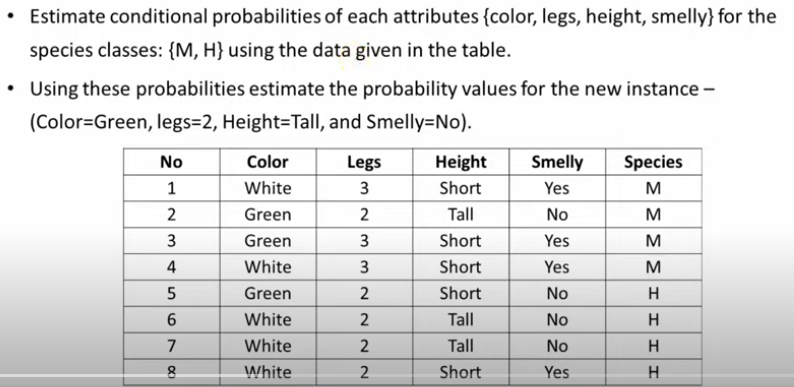 • Estimate conditional probabilities of each attributes {color, legs, height, smelly} for the
species classes: {M, H} using the data given in the table.
• Using these probabilities estimate the probability values for the new instance –
(Color=Green, legs=2, Height=Tall, and Smelly=No).
No Color Legs Height Smelly Species
1 White 3 Short Yes M
2 Green 2 Tall No M
3 Green 3 Short Yes M
4 White 3 Short Yes M
5 Green 2 Short No H
6 White 2 Tall No H
7 White 2 Tall No H
8 White 2 Short Yes H